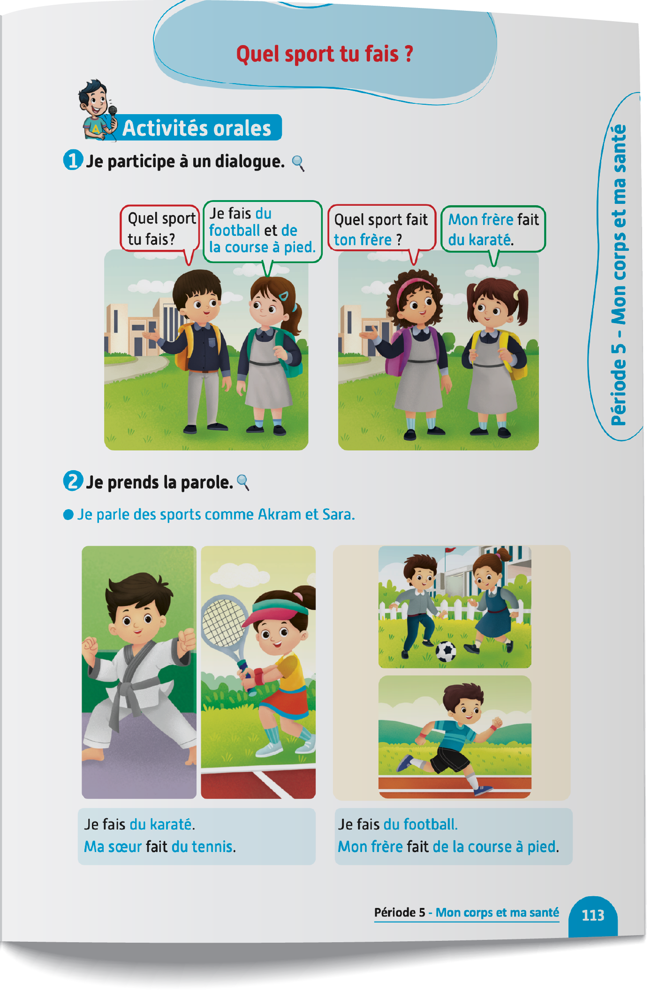 Quel sport tu fais ?
Activités orales
1 Je participe à un dialogue.
Quel sport
tu fais?
Je fais du
football et de
la course à pied.
Quel sport fait
ton frère ?
Mon frère fait
du karaté.
2 Je prends la parole.
● Je parle des sports comme Akram et Sara.
Je fais du karaté.
Ma sœur fait du tennis.
Je fais du football.
Mon frère fait de la course à pied.
Période 5 - Mon corps et ma santé
Période 5 - Mon corps et ma santé
113
A